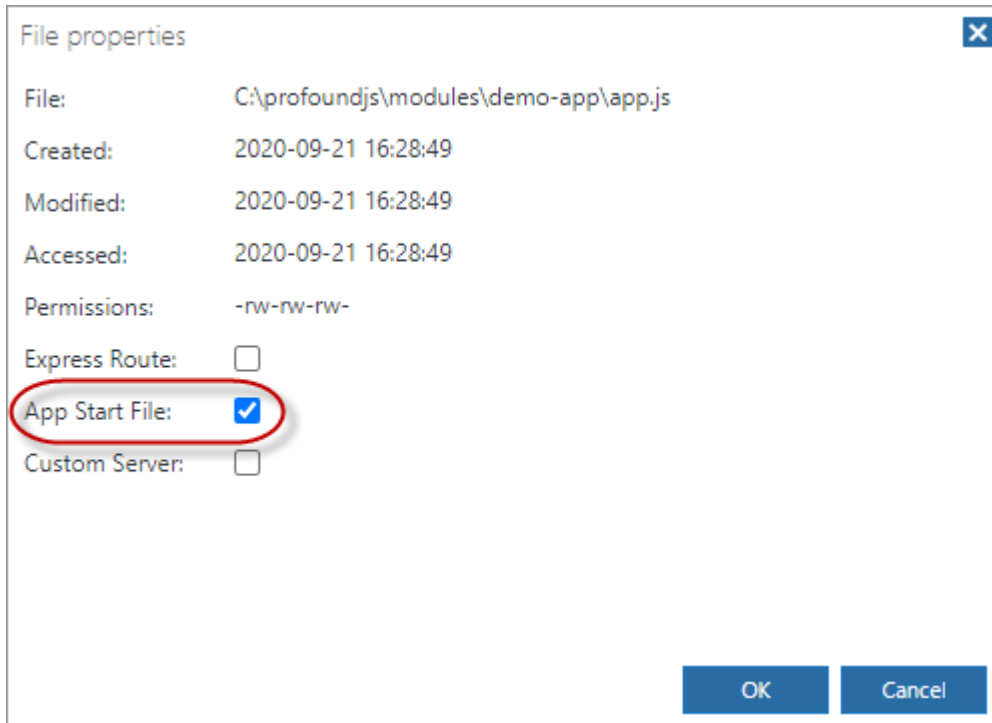 File properties
File: C:\profoundjs\modules\demo-app\app.js
Created: 2020-09-21 16:28:49
Modified: 2020-09-21 16:28:49
Accessed: 2020-09-21 16:28:49
Permissions: -rw-rw-rw-
Express Route:
App Start File:
Custom Server:
OK Cancel